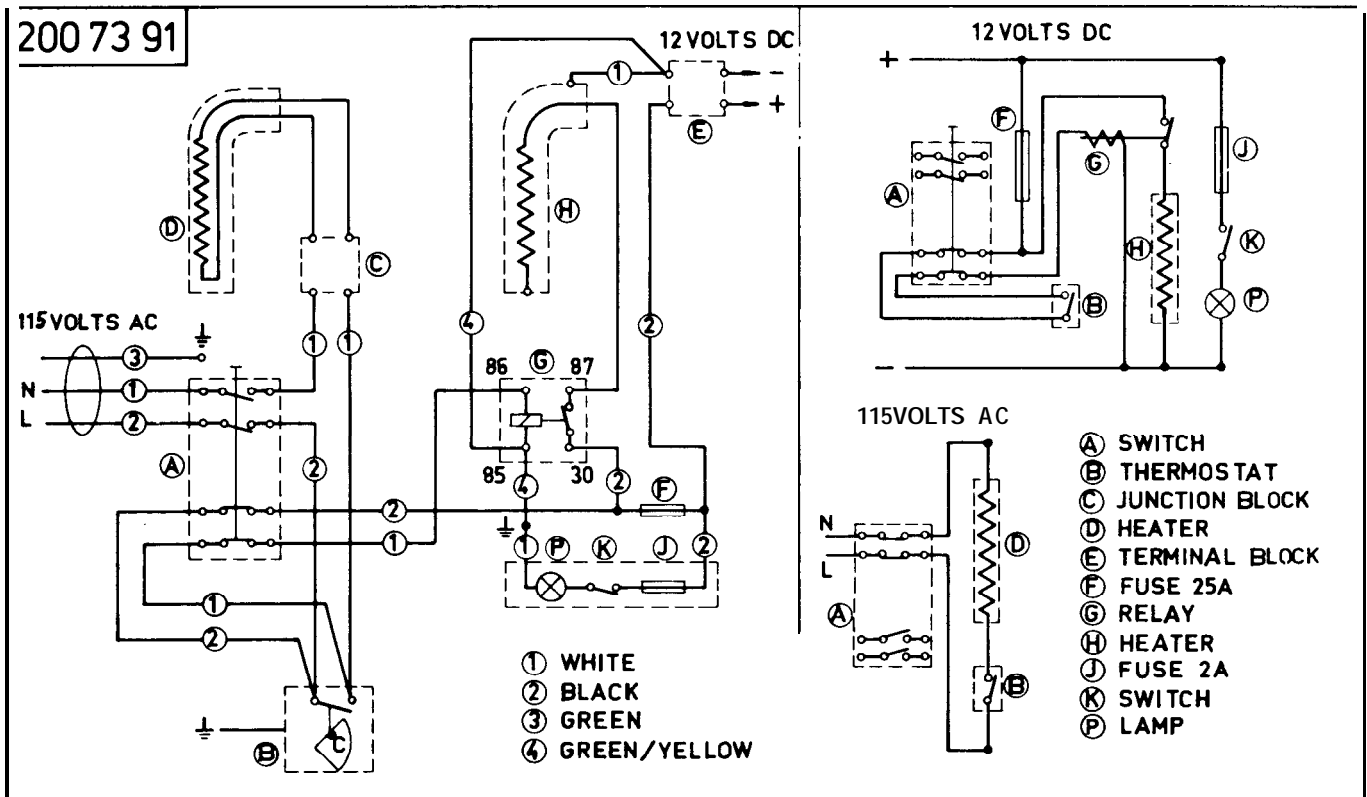 200 73 91
12 VOLTS DC
1
-
+
E
D
H
C
115 VOLTS AC
3
N
1
L
2
1
1
4
2
86
G
87
A
2
85
30
4
2
F
2
1
1
P
K
J
2
1
2
C
B
1 WHITE
2 BLACK
3 GREEN
4 GREEN/YELLOW
12 VOLTS DC
+
F
G
J
A
H
K
B
P
-
115VOLTS AC
N
L
D
A
B
A SWITCH
B THERMOSTAT
C JUNCTION BLOCK
D HEATER
E TERMINAL BLOCK
F FUSE 25A
G RELAY
H HEATER
J FUSE 2A
K SWITCH
P LAMP